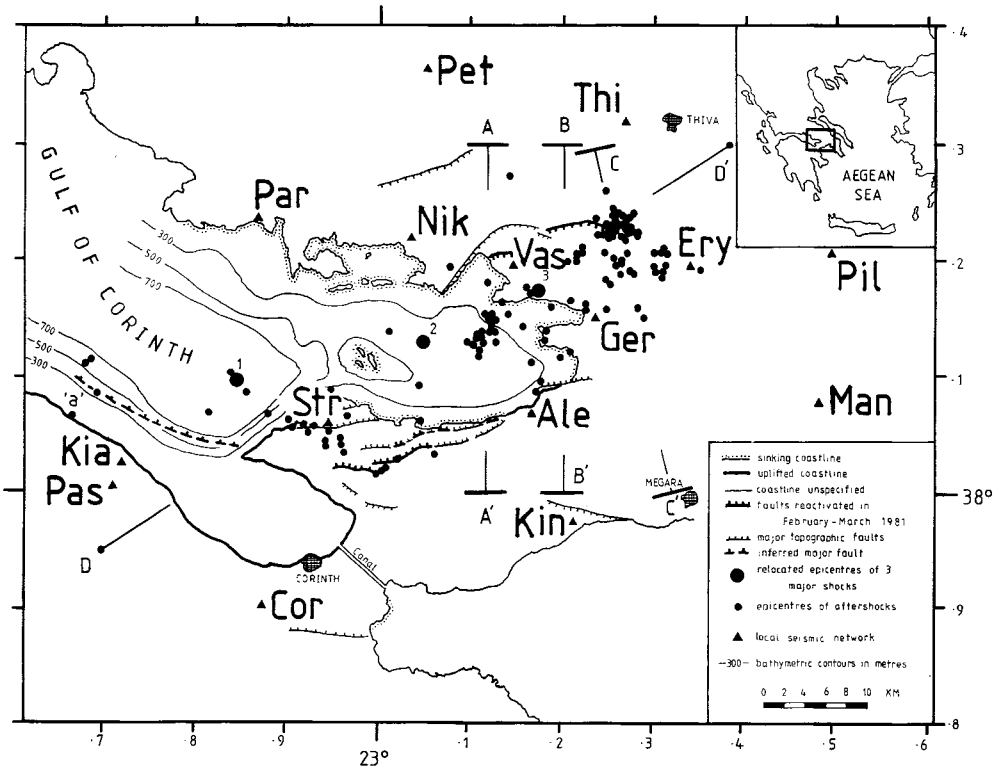 Pet
Thi
THIVA
A
B
C
D'
AEGEAN
SEA
GULF OF
CORINTH
Par
Nik
Vas
Ery
Pil
300
500
700
3
2
1
Ger
700
500
300
'a'
Str
Ale
Man
Kia
Pas
D
A'
B'
Kin
MEGARA
C'
Canal
CORINTH
Cor
sinking coastline
uplifted coastline
coastline unspecified
faults reactivated in
February-March 1981
major topographic faults
inferred major fault
relocated epicentres of 3
major shocks
epicentres of aftershocks
local seismic network
-300- bathymetric contours in metres
0 2 4 6 8 10 KM
.4
.3
.2
.1
38°
.9
.8
.7 .8 .9 23° .1 .2 .3 .4 .5 .6